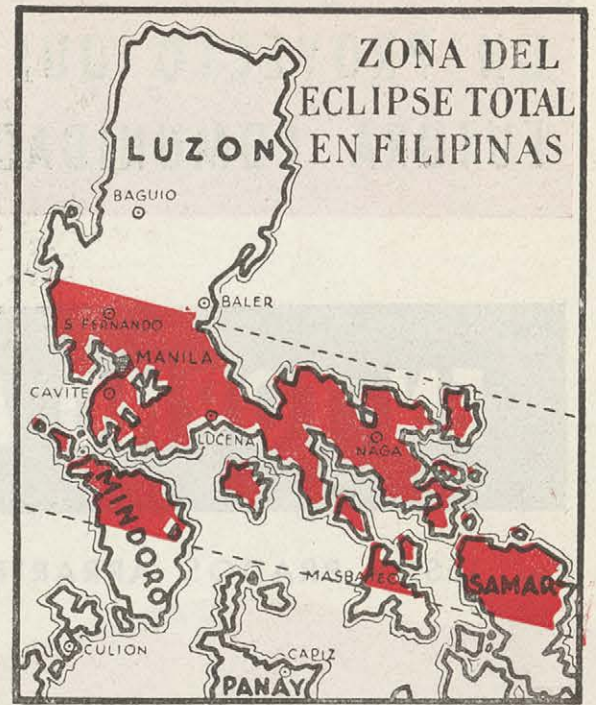 ZONA DEL
ECLIPSE TOTAL
EN FILIPINAS
LUZON
BAGUIO
BALER
S. FERNANDO
MANILA
CAVITE
LUCENA
NAGA
MINDORO
MASBATE
SAMAR
CULION
CAPIZ
PANAY